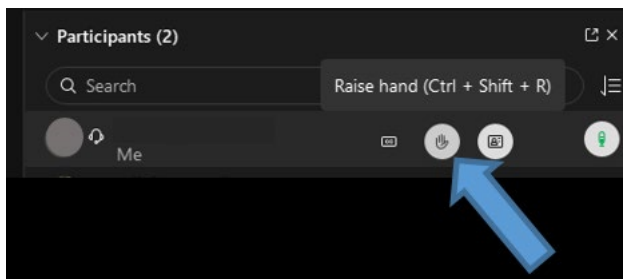 Participants (2)
Search
Raise hand (Ctrl + Shift + R)
Me